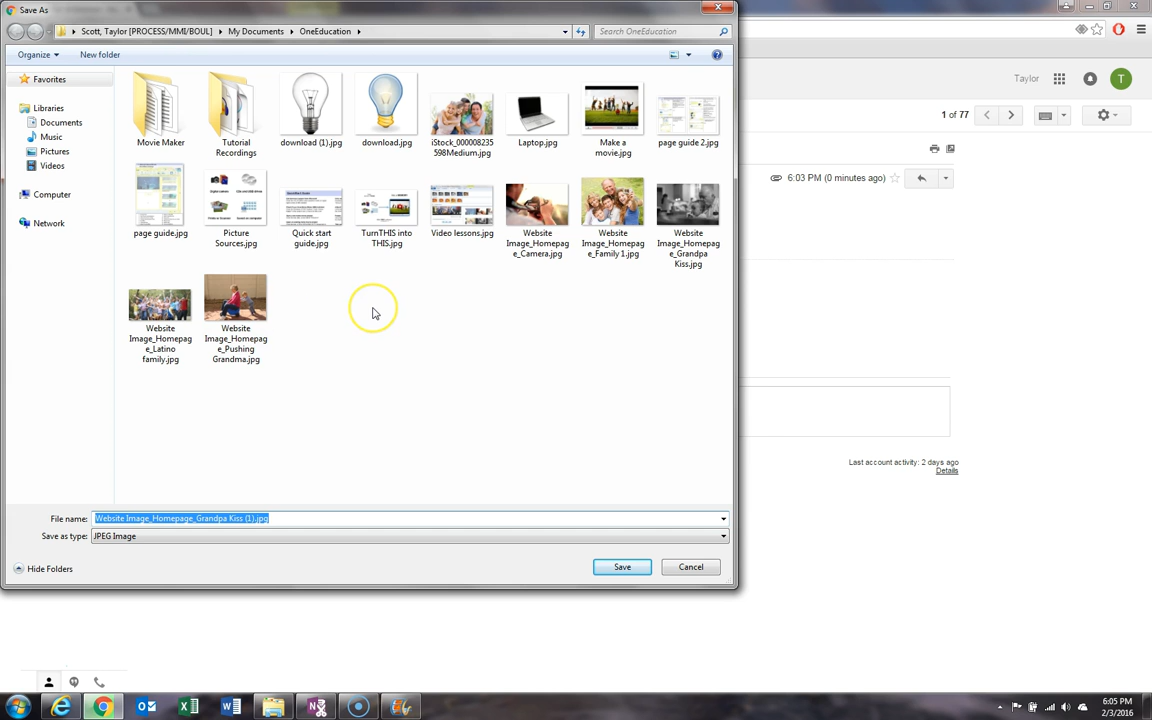 Save As
Scott, Taylor [PROCESS/MMI/BOUL]
My Documents
OneEducation
Search OneEducation
Organize
New folder
Favorites
Libraries
Documents
Music
Pictures
Videos
Computer
Network
Movie Maker
Tutorial
Recordings
download (1).jpg
download.jpg
iStock_000008235
598Medium.jpg
Laptop.jpg
Make a
movie.jpg
page guide 2.jpg
page guide.jpg
Picture
Sources.jpg
Quick start
guide.jpg
TurnTHIS into
THIS.jpg
Video lessons.jpg
Website
Image_Homepag
e_Camera.jpg
Website
Image_Homepag
e_Family 1.jpg
Website
Image_Homepag
e_Grandpa
Kiss.jpg
Website
Image_Homepag
e_Latino
family.jpg
Website
Image_Homepag
e_Pushing
Grandma.jpg
File name: Website Image_Homepage_Grandpa Kiss (1).jpg
Save as type: JPEG Image
Hide Folders
Save
Cancel
Taylor
T
1 of 77
6:03 PM (0 minutes ago)
Last account activity: 2 days ago
Details
6:05 PM
2/3/2016